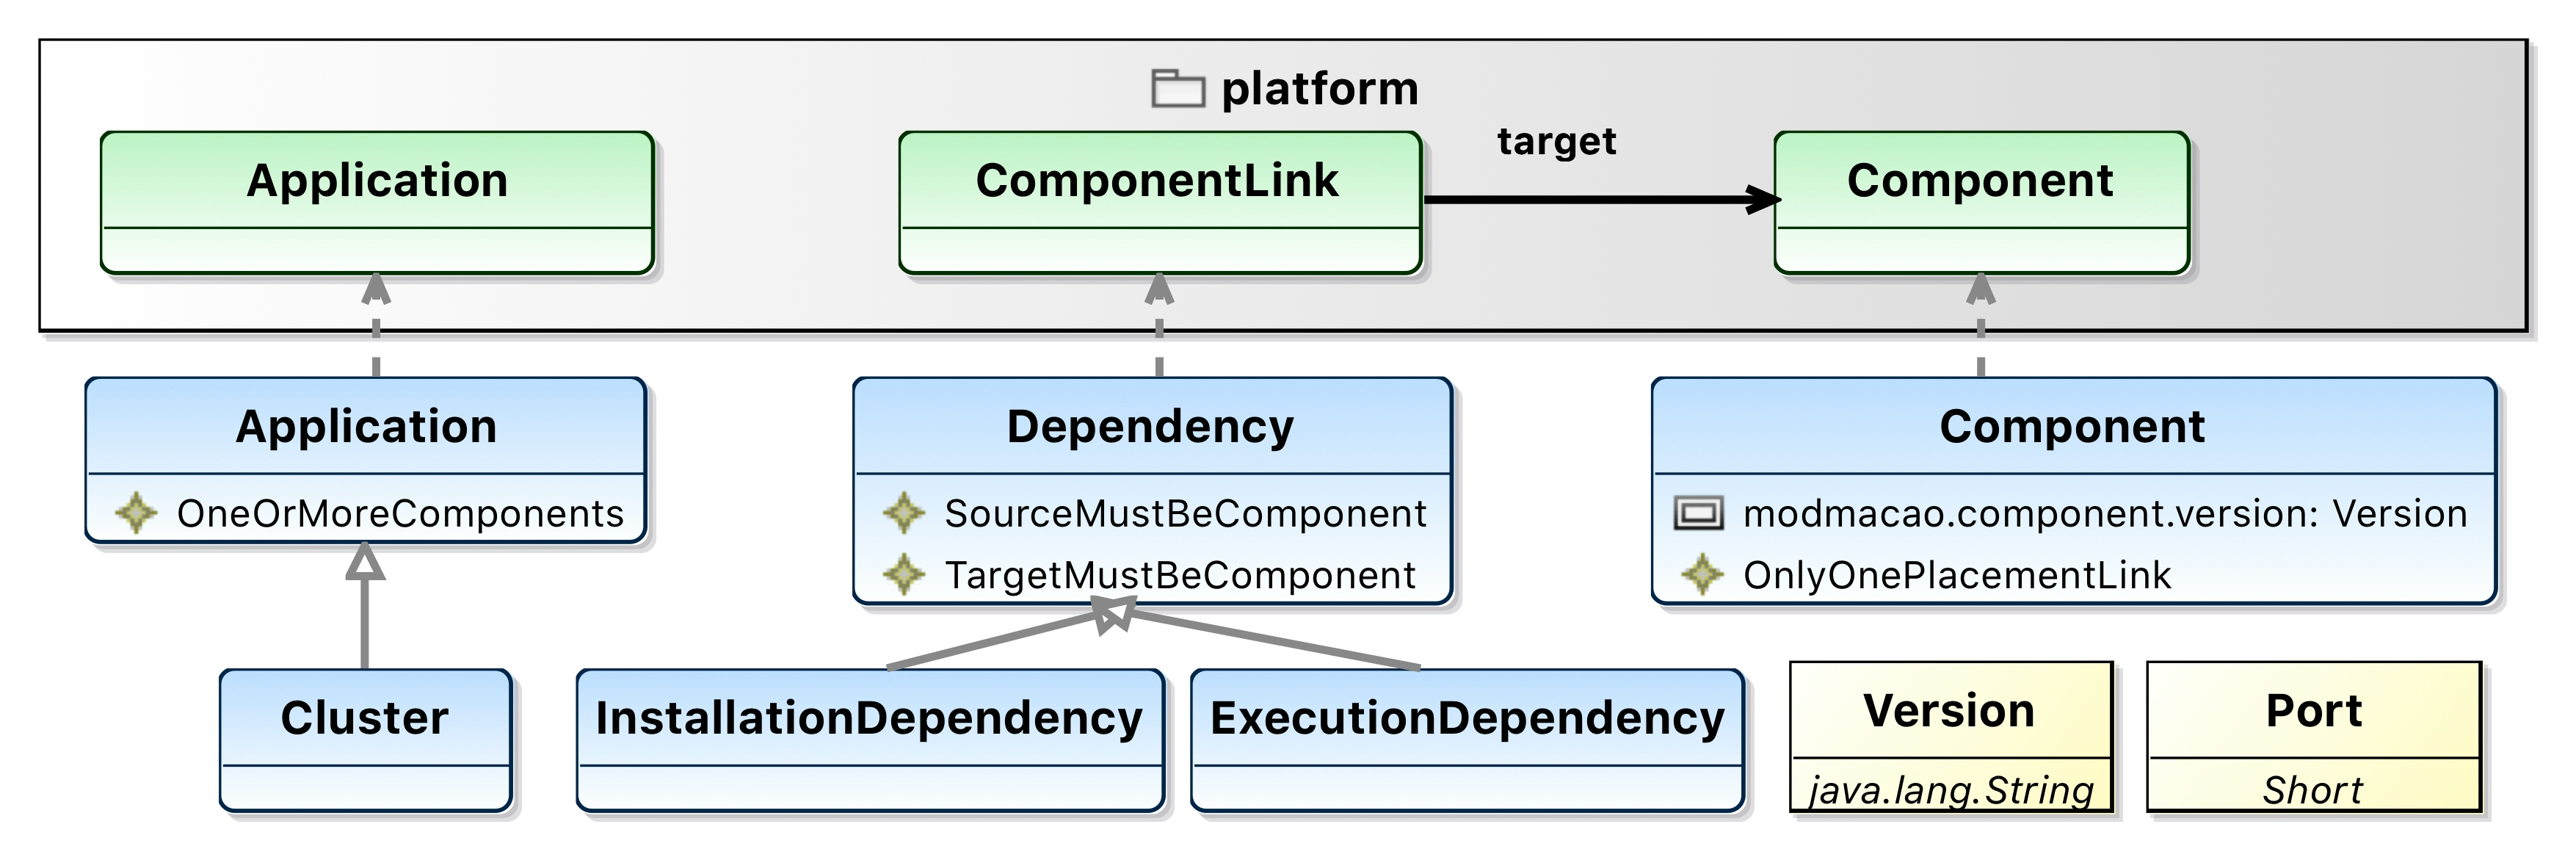 platform
Application
ComponentLink
target
Component
Application
OneOrMoreComponents
Dependency
SourceMustBeComponent
TargetMustBeComponent
Component
modmacao.component.version: Version
OnlyOnePlacementLink
Cluster
InstallationDependency
ExecutionDependency
Version
java.lang.String
Port
Short